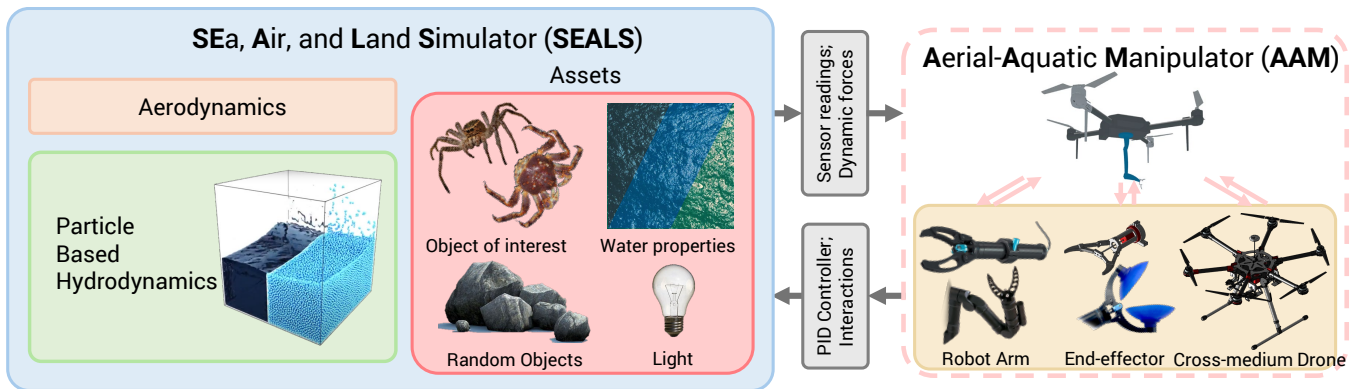 SEa, Air, and Land Simulator (SEALS)
Aerodynamics
Particle
Based
Hydrodynamics
Assets
Object of interest
Water properties
Random Objects
Light
Sensor readings;
Dynamic forces
PID Controller;
Interactions
Aerial-Aquatic Manipulator (AAM)
Robot Arm
End-effector
Cross-medium Drone